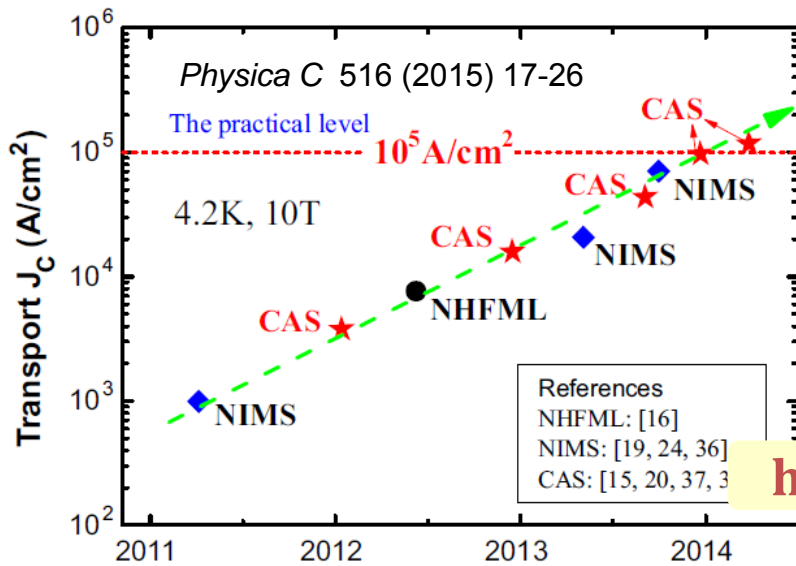 10^6
Physica C 516 (2015) 17-26
CAS
The practical level
10^5
10^5A/cm^2
NIMS
CAS
4.2K, 10T
CAS
NIMS
10^4
NHFML
CAS
References
NHFML: [16]
NIMS: [19, 24, 36]
CAS: [15, 20, 37, 3
h
10^3
NIMS
10^2
2011 2012 2013 2014
Transport J_C (A/cm^2)